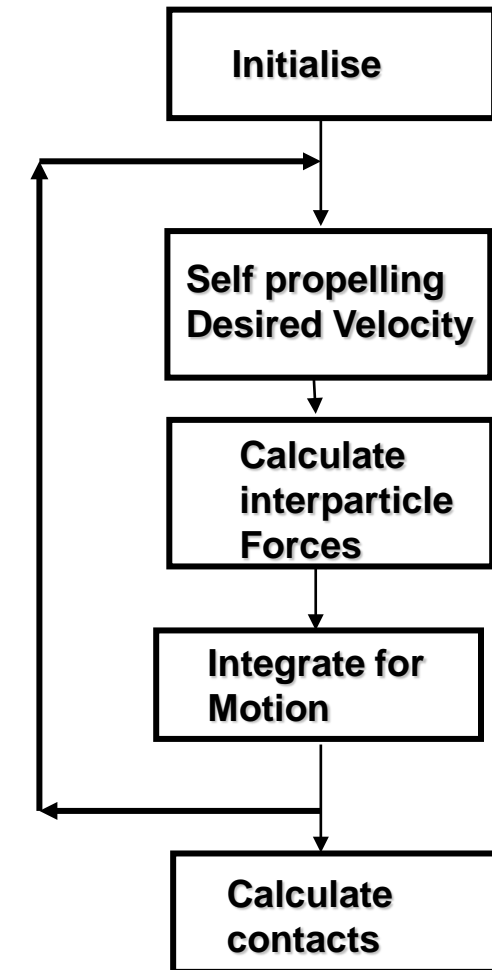 Initialise
Self propelling
Desired Velocity
Calculate
interparticle
Forces
Integrate for
Motion
Calculate
contacts